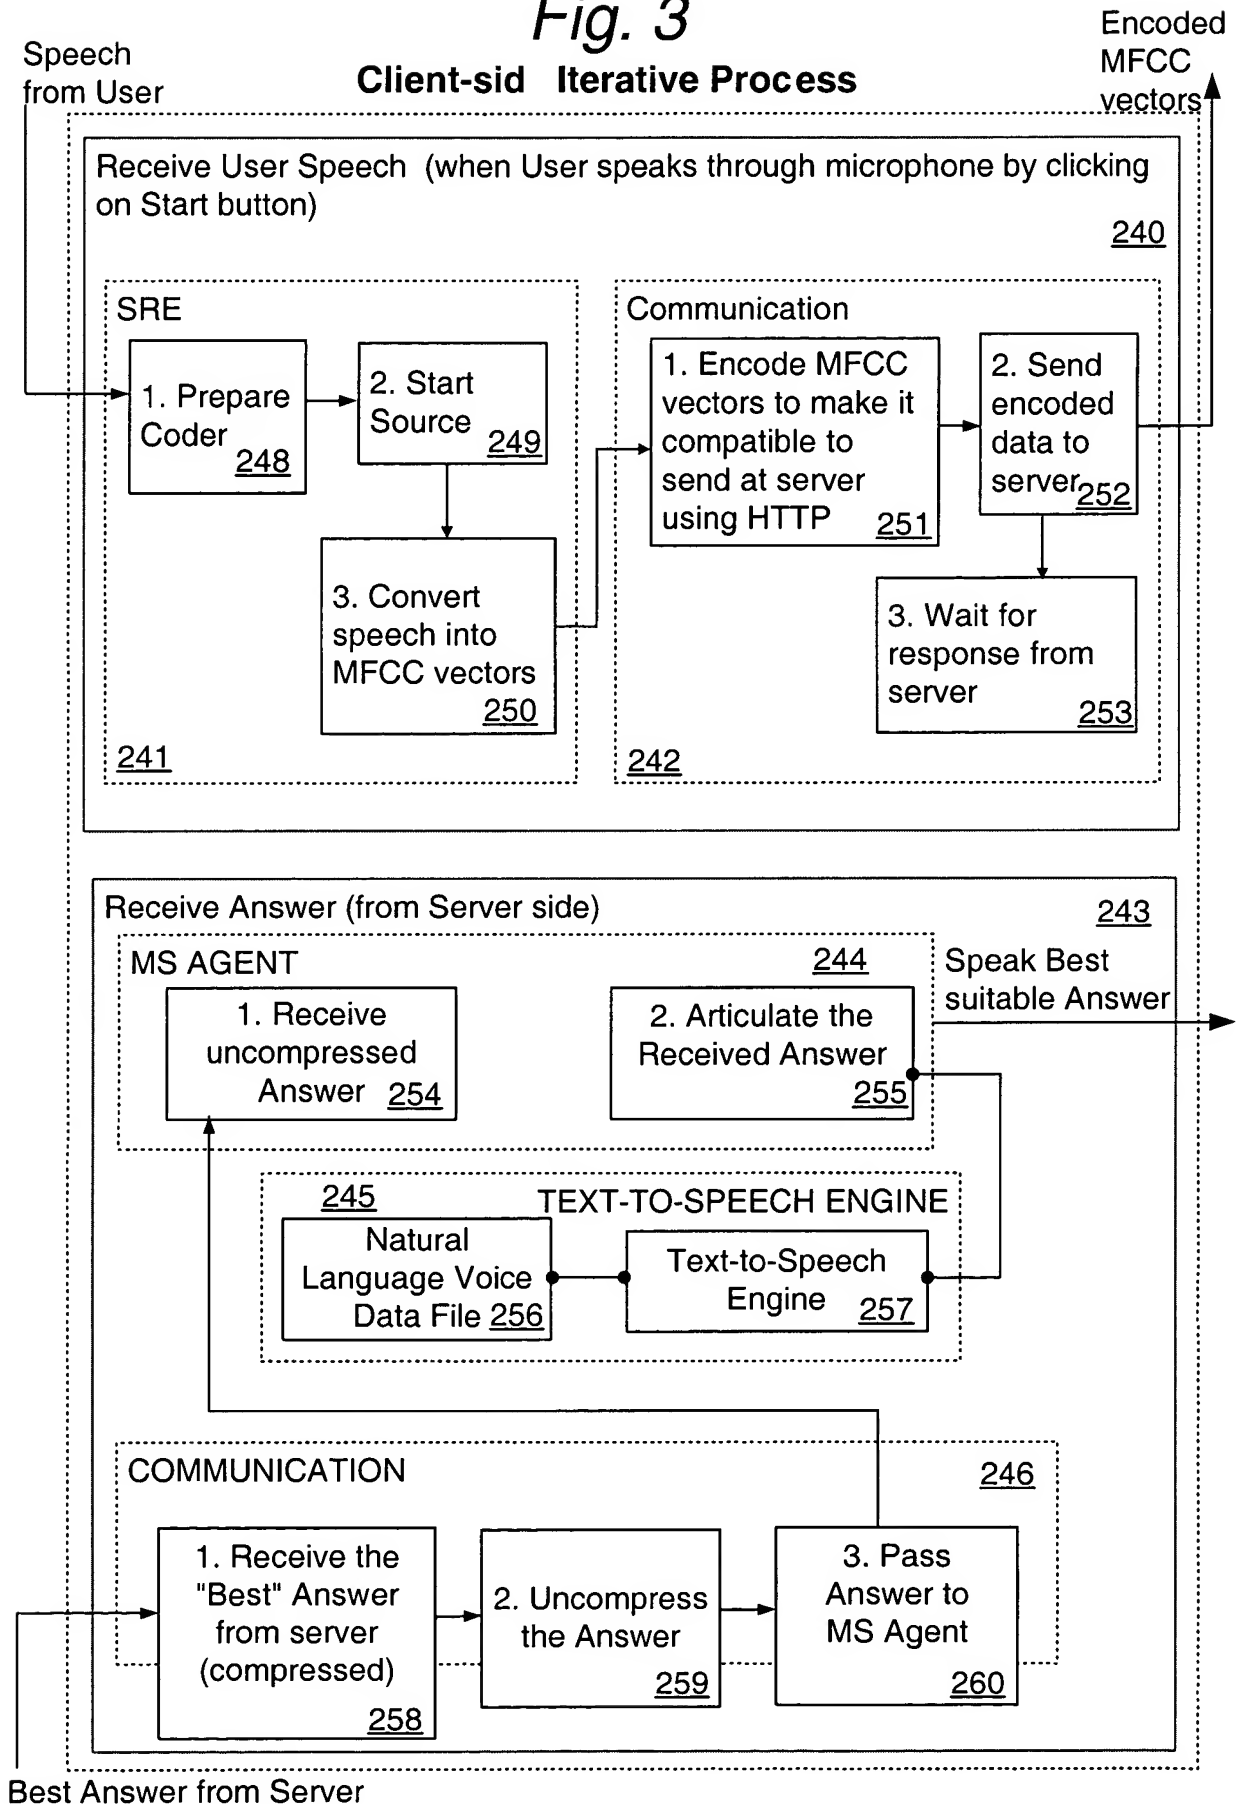 Fig. 3
Client-sid Iterative Process
Speech
from User
Encoded
MFCC
vectors
Receive User Speech (when User speaks through microphone by clicking
on Start button)
240
SRE
1. Prepare
Coder
248
2. Start
Source
249
3. Convert
speech into
MFCC vectors
250
241
Communication
1. Encode MFCC
vectors to make it
compatible to
send at server
using HTTP
251
2. Send
encoded
data to
server
252
3. Wait for
response from
server
253
242
Receive Answer (from Server side)
243
MS AGENT
244
1. Receive
uncompressed
Answer
254
2. Articulate the
Received Answer
255
Speak Best
suitable Answer
245
TEXT-TO-SPEECH ENGINE
Natural
Language Voice
Data File 256
Text-to-Speech
Engine
257
COMMUNICATION
246
1. Receive the
"Best" Answer
from server
(compressed)
258
2. Uncompress
the Answer
259
3. Pass
Answer to
MS Agent
260
Best Answer from Server